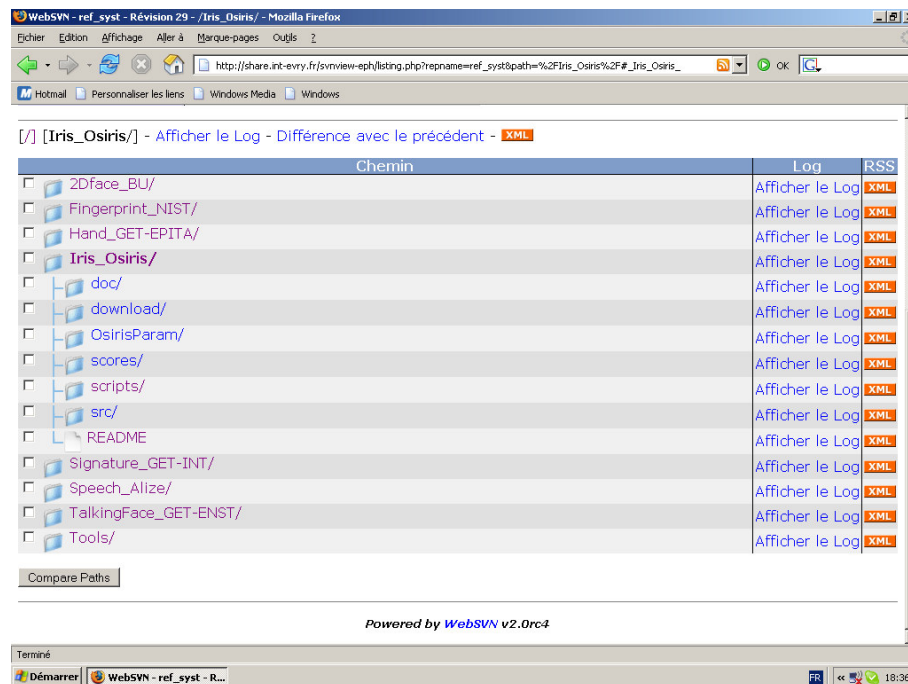 WebSVN - ref_syst - Révision 29 - /Iris_Osiris/ - Mozilla Firefox
Fichier Edition Affichage Aller à Marque-pages Outils ?
http://share.int-evry.fr/svnview-eph/listing.php?repname=ref_syst&path=%2FIris_Osiris%2F#_Iris_Osiris_ OK G
Hotmail Personnaliser les liens Windows Media Windows
[/] [Iris_Osiris/] - Afficher le Log - Différence avec le précédent - XML
Chemin Log RSS
2Dface_BU/ Afficher le Log XML
Fingerprint_NIST/ Afficher le Log XML
Hand_GET-EPITA/ Afficher le Log XML
Iris_Osiris/ Afficher le Log XML
doc/ Afficher le Log XML
download/ Afficher le Log XML
OsirisParam/ Afficher le Log XML
scores/ Afficher le Log XML
scripts/ Afficher le Log XML
src/ Afficher le Log XML
README Afficher le Log XML
Signature_GET-INT/ Afficher le Log XML
Speech_Alize/ Afficher le Log XML
TalkingFace_GET-ENST/ Afficher le Log XML
Tools/ Afficher le Log XML
Compare Paths
Powered by WebSVN v2.0rc4
Terminé
Démarrer WebSVN - ref_syst - R... FR « 18:36